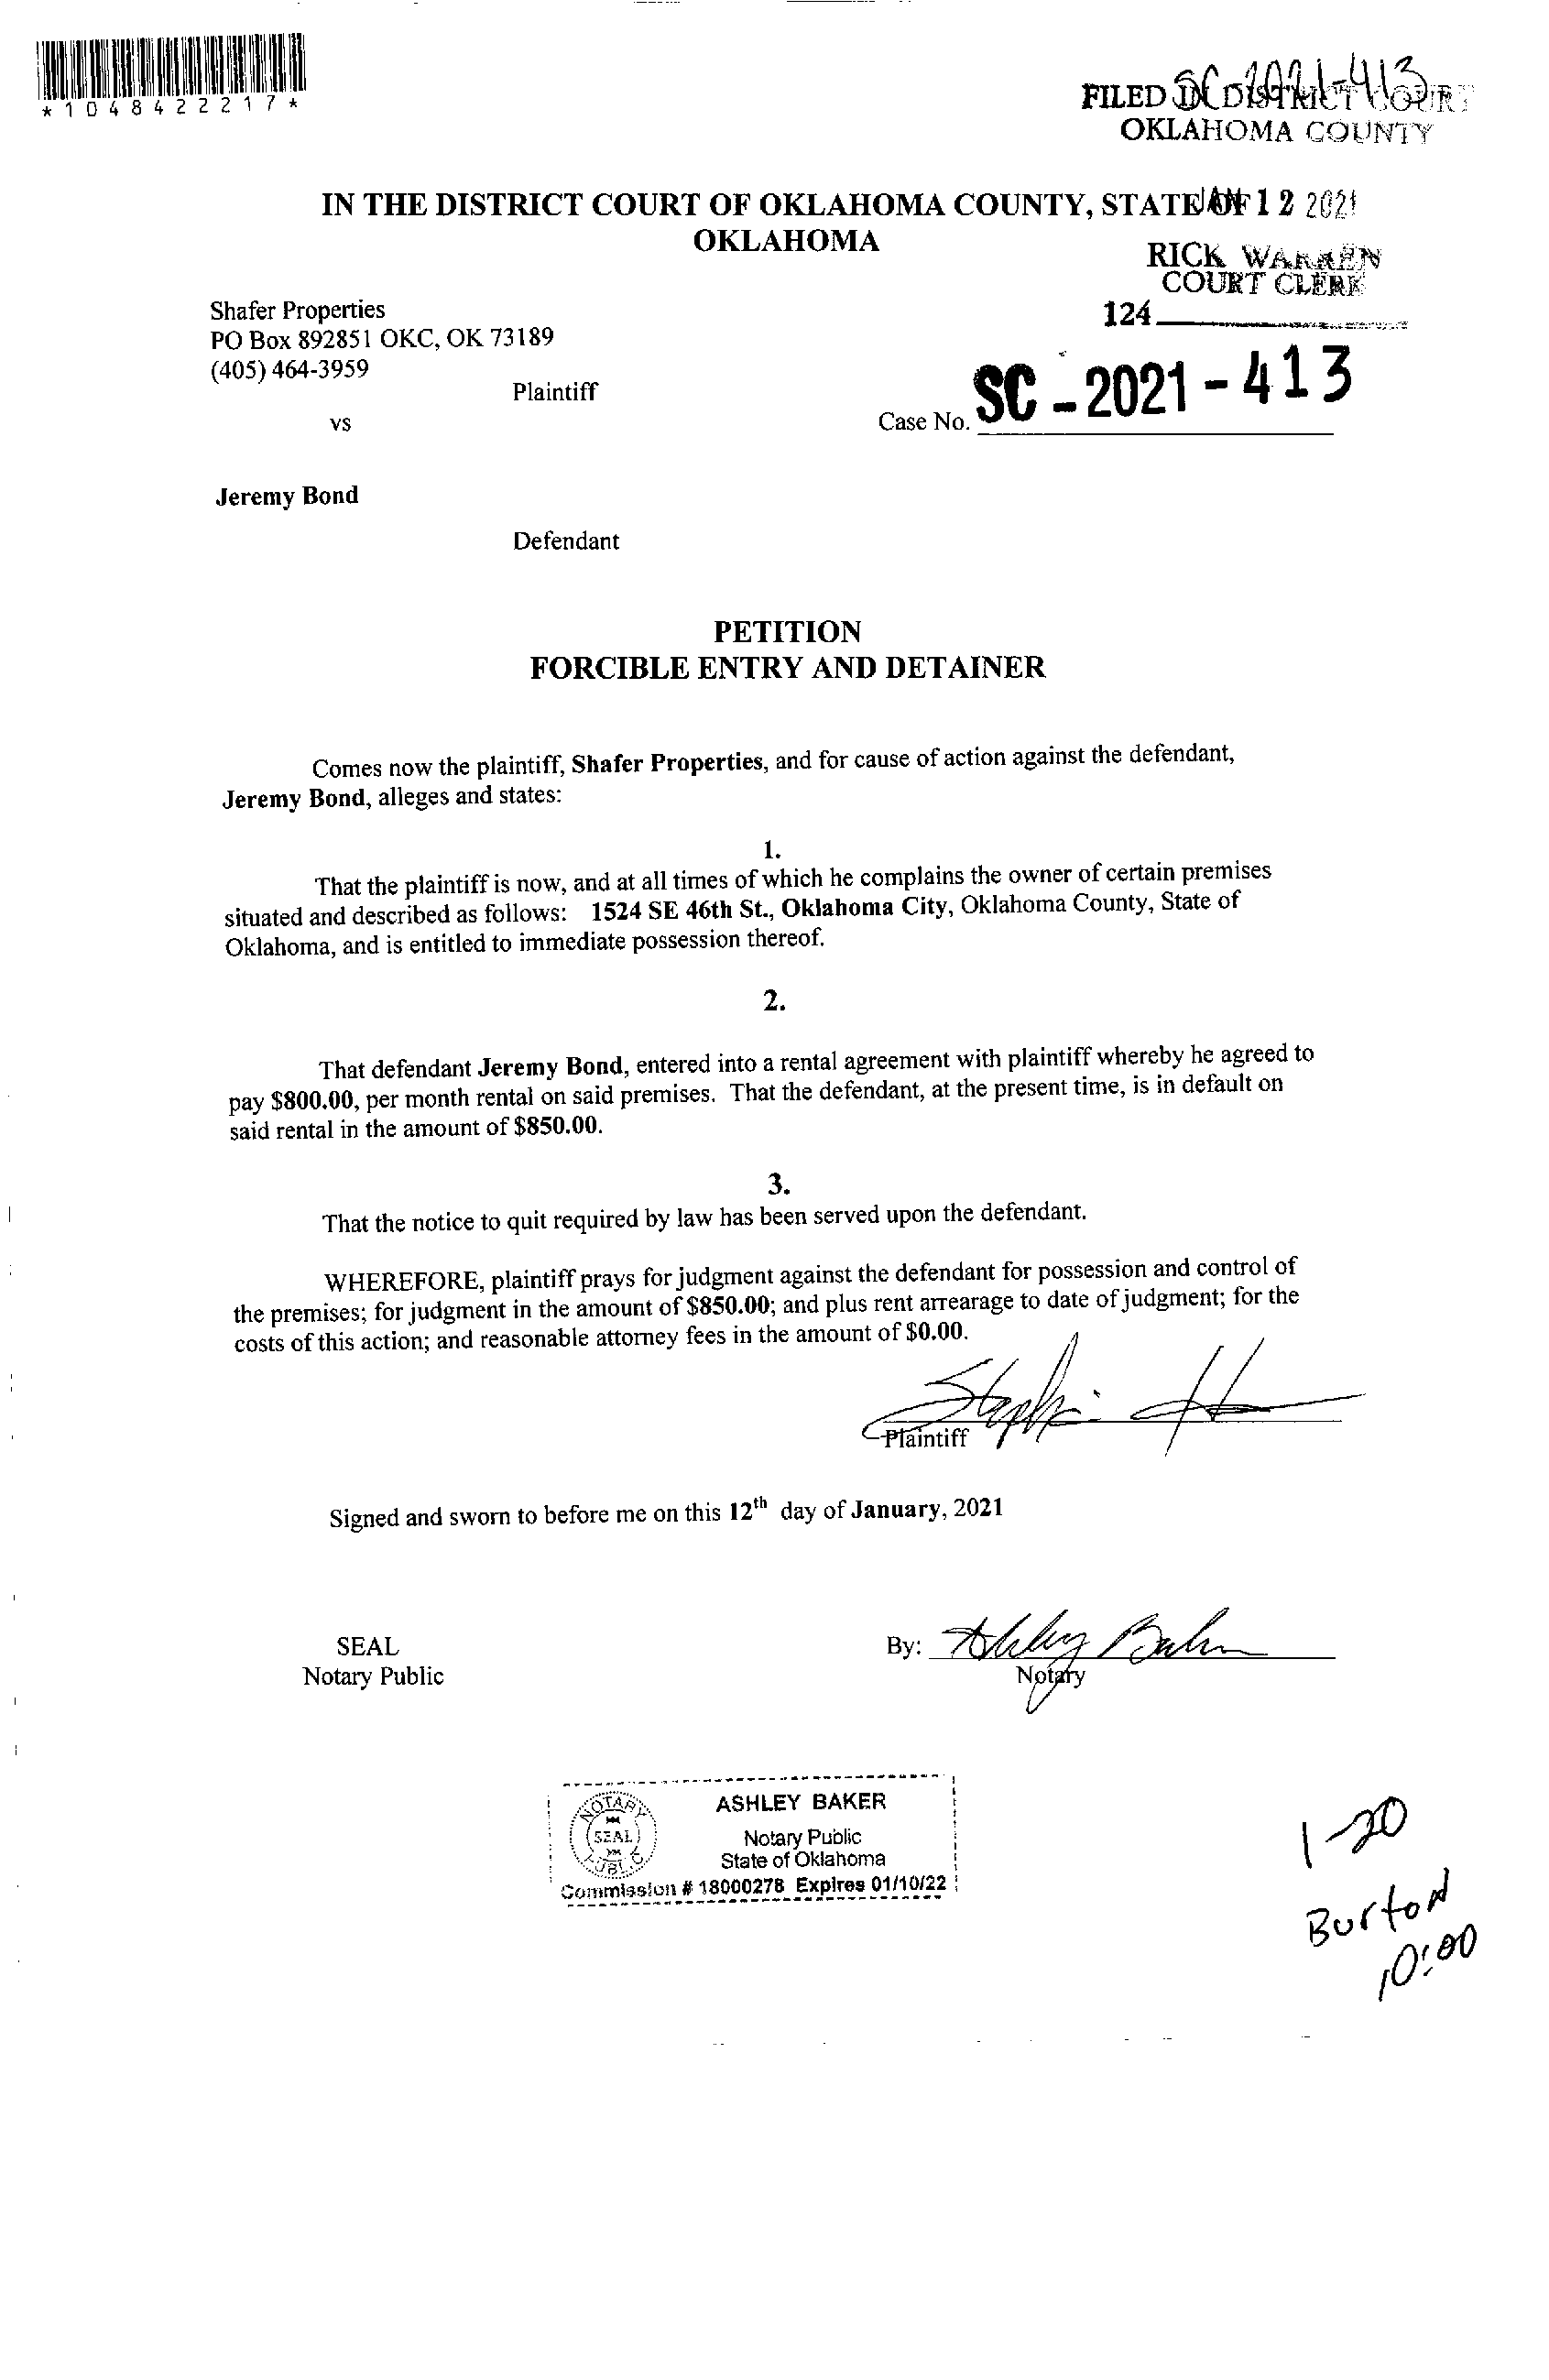 *1048422217*
SC-2021-413
FILED IN DISTRICT COURT
OKLAHOMA COUNTY
IN THE DISTRICT COURT OF OKLAHOMA COUNTY, STATE OF
JAN 12 2021
OKLAHOMA
RICK WARREN
COURT CLERK
124
Shafer Properties
PO Box 892851 OKC, OK 73189
(405) 464-3959
Plaintiff
vs
Case No. SC - 2021 - 413
Jeremy Bond
Defendant
PETITION
FORCIBLE ENTRY AND DETAINER
Comes now the plaintiff, Shafer Properties, and for cause of action against the defendant,
Jeremy Bond, alleges and states:
1.
That the plaintiff is now, and at all times of which he complains the owner of certain premises
situated and described as follows: 1524 SE 46th St., Oklahoma City, Oklahoma County, State of
Oklahoma, and is entitled to immediate possession thereof.
2.
That defendant Jeremy Bond, entered into a rental agreement with plaintiff whereby he agreed to
pay $800.00, per month rental on said premises. That the defendant, at the present time, is in default on
said rental in the amount of $850.00.
3.
That the notice to quit required by law has been served upon the defendant.
WHEREFORE, plaintiff prays for judgment against the defendant for possession and control of
the premises; for judgment in the amount of $850.00; and plus rent arrearage to date of judgment; for the
costs of this action; and reasonable attorney fees in the amount of $0.00.
Plaintiff
Signed and sworn to before me on this 12th day of January, 2021
SEAL
Notary Public
By: Ashley Baker
Notary
NOTARY
SEAL
PUBLIC
ASHLEY BAKER
Notary Public
State of Oklahoma
Commission # 18000278 Expires 01/10/22
1-20
Burton
10:00